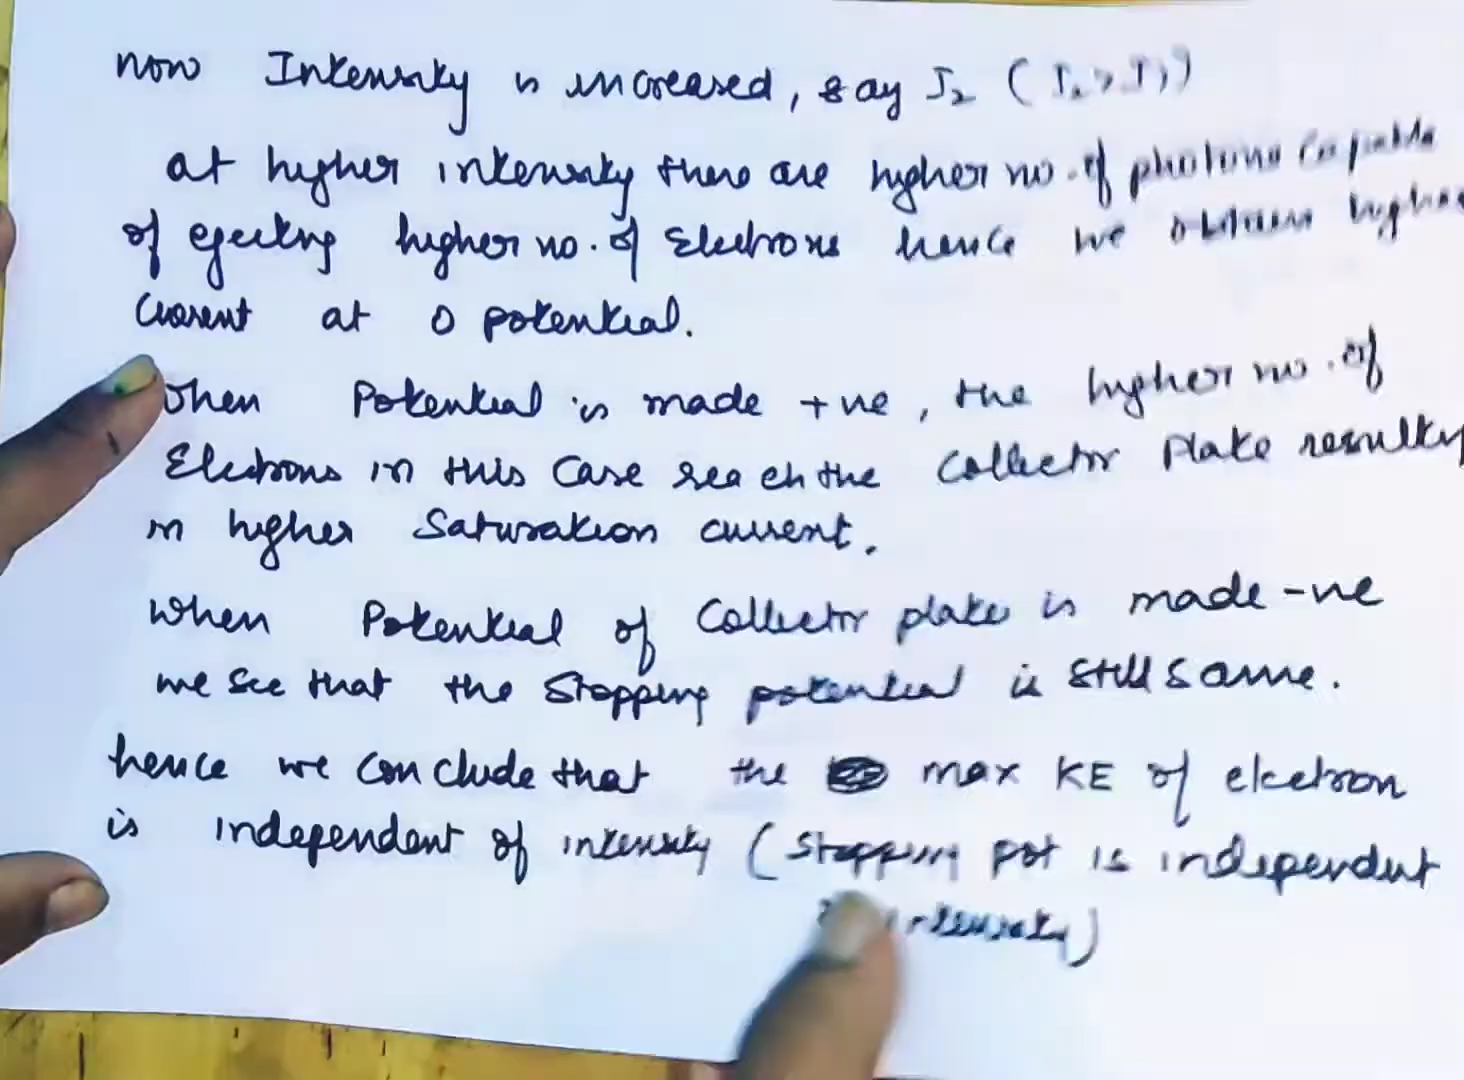 now Intensity is increased, say I₂ (I₂ > I₁)
at higher intensity there are higher no. of photons capable
of ejecting higher no. of Electrons hence we obtain higher
Current at 0 potential.
When Potential is made +ve, the higher no. of
Electrons in this Case reach the Collector Plate resulting
in higher Saturation current.
When Potential of Collector plate is made -ve
we see that the Stopping potential is still same.
hence we conclude that the max KE of electron
is independent of intensity (Stopping pot is independent
intensity)